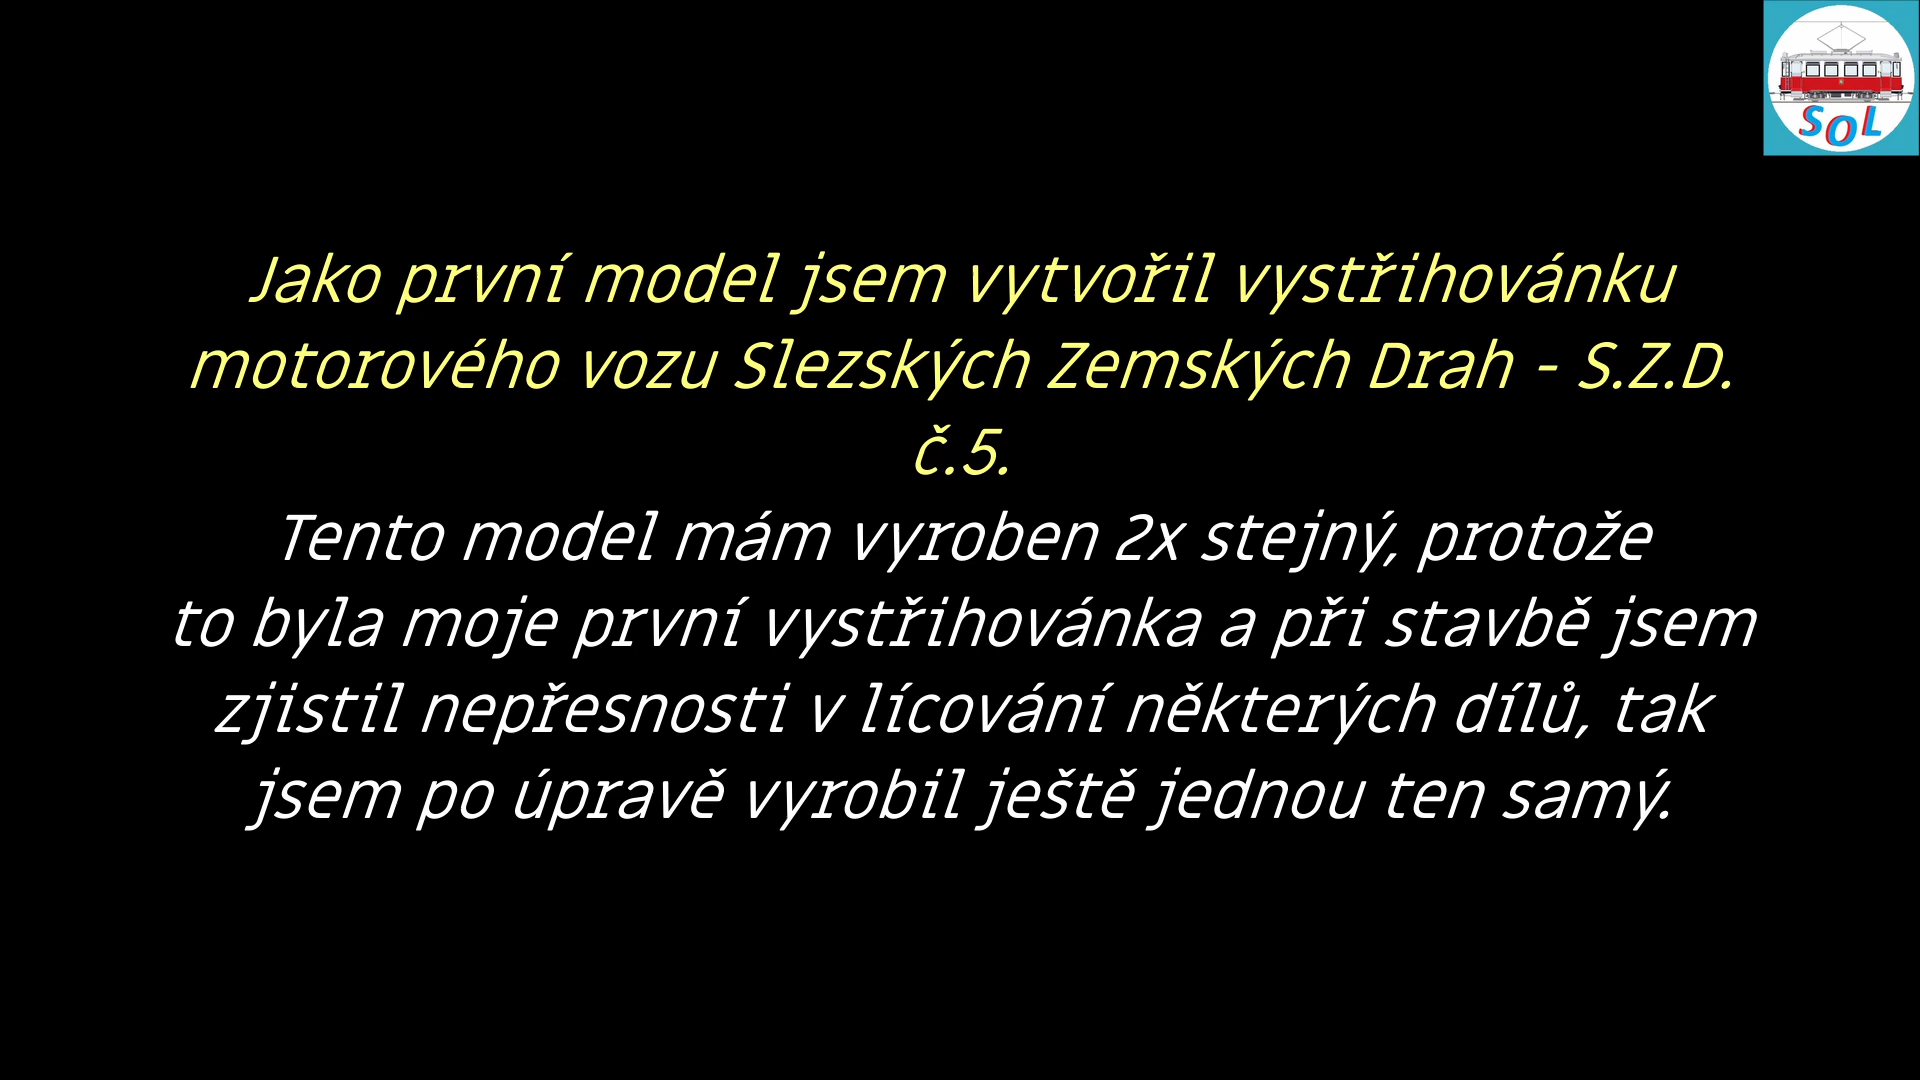 SOL
Jako první model jsem vytvořil vystřihovánku
motorového vozu Slezských Zemských Drah - S.Z.D.
č.5.
Tento model mám vyroben 2x stejný, protože
to byla moje první vystřihovánka a při stavbě jsem
zjistil nepřesnosti v lícování některých dílů, tak
jsem po úpravě vyrobil ještě jednou ten samý.